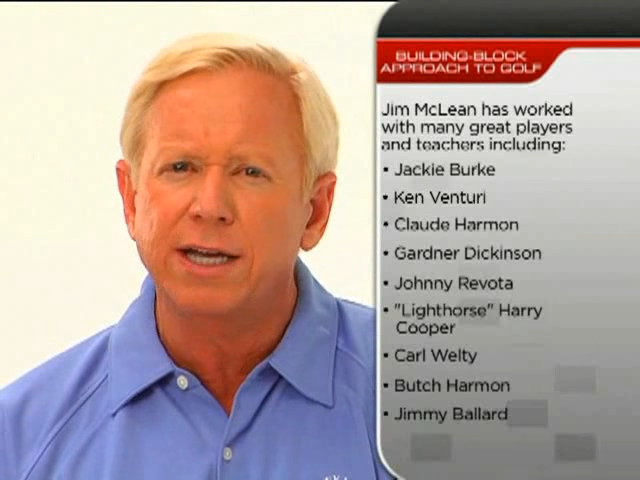 BUILDING-BLOCK
APPROACH TO GOLF
Jim McLean has worked
with many great players
and teachers including:
• Jackie Burke
• Ken Venturi
• Claude Harmon
• Gardner Dickinson
• Johnny Revota
• "Lighthorse" Harry
Cooper
• Carl Welty
• Butch Harmon
• Jimmy Ballard